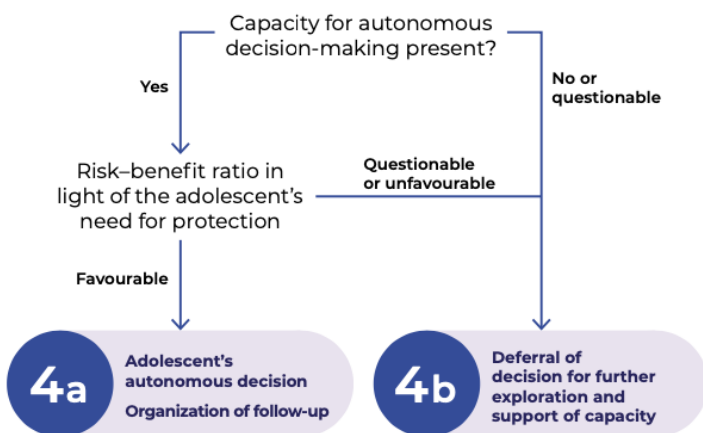 Capacity for autonomous
decision-making present?
Yes
No or
questionable
Risk–benefit ratio in
light of the adolescent’s
need for protection
Questionable
or unfavourable
Favourable
4a
Adolescent’s
autonomous decision
Organization of follow-up
4b
Deferral of
decision for further
exploration and
support of capacity